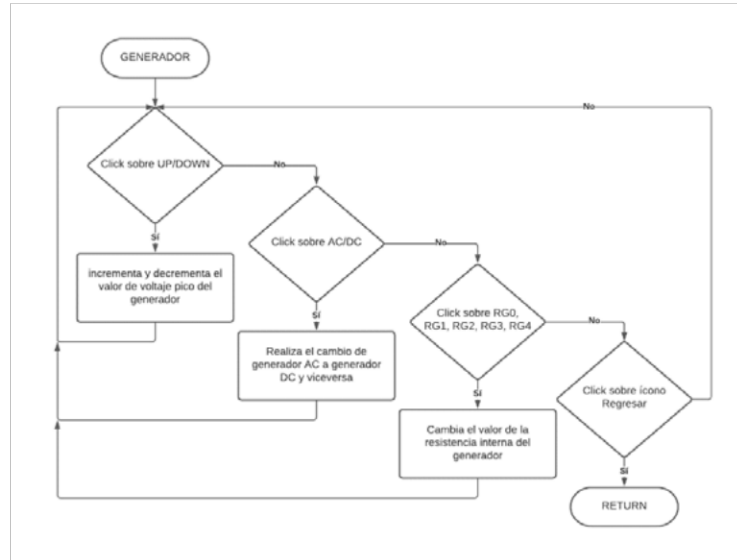 GENERADOR
No
Click sobre UP/DOWN
No
Sí
Click sobre AC/DC
No
incrementa y decrementa el
valor de voltaje pico del
generador
Sí
Click sobre RG0,
RG1, RG2, RG3, RG4
No
Realiza el cambio de
generador AC a generador
DC y viceversa
Sí
Click sobre ícono
Regresar
Cambia el valor de la
resistencia interna del
generador
Sí
RETURN